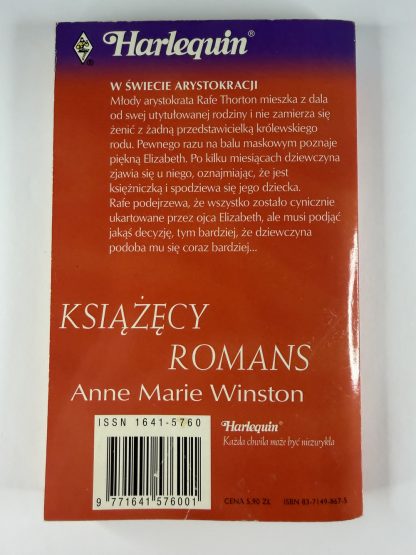 Harlequin®
W ŚWIECIE ARYSTOKRACJI
Młody arystokrata Rafe Thorton mieszka z dala
od swej utytułowanej rodziny i nie zamierza się
żenić z żadną przedstawicielką królewskiego
rodu. Pewnego razu na balu maskowym poznaje
piękną Elizabeth. Po kilku miesiącach dziewczyna
zjawia się u niego, oznajmiając, że jest
księżniczką i spodziewa się jego dziecka.
Rafe podejrzewa, że wszystko zostało cynicznie
ukartowane przez ojca Elizabeth, ale musi podjąć
jakąś decyzję, tym bardziej, że dziewczyna
podoba mu się coraz bardziej...
KSIĄŻĘCY
ROMANS
Anne Marie Winston
ISSN 1641-5760
Harlequin®
Każda chwila może być niezwykła
9 771641 576001
CENA 5,90 ZŁ ISBN 83-7149-867-5